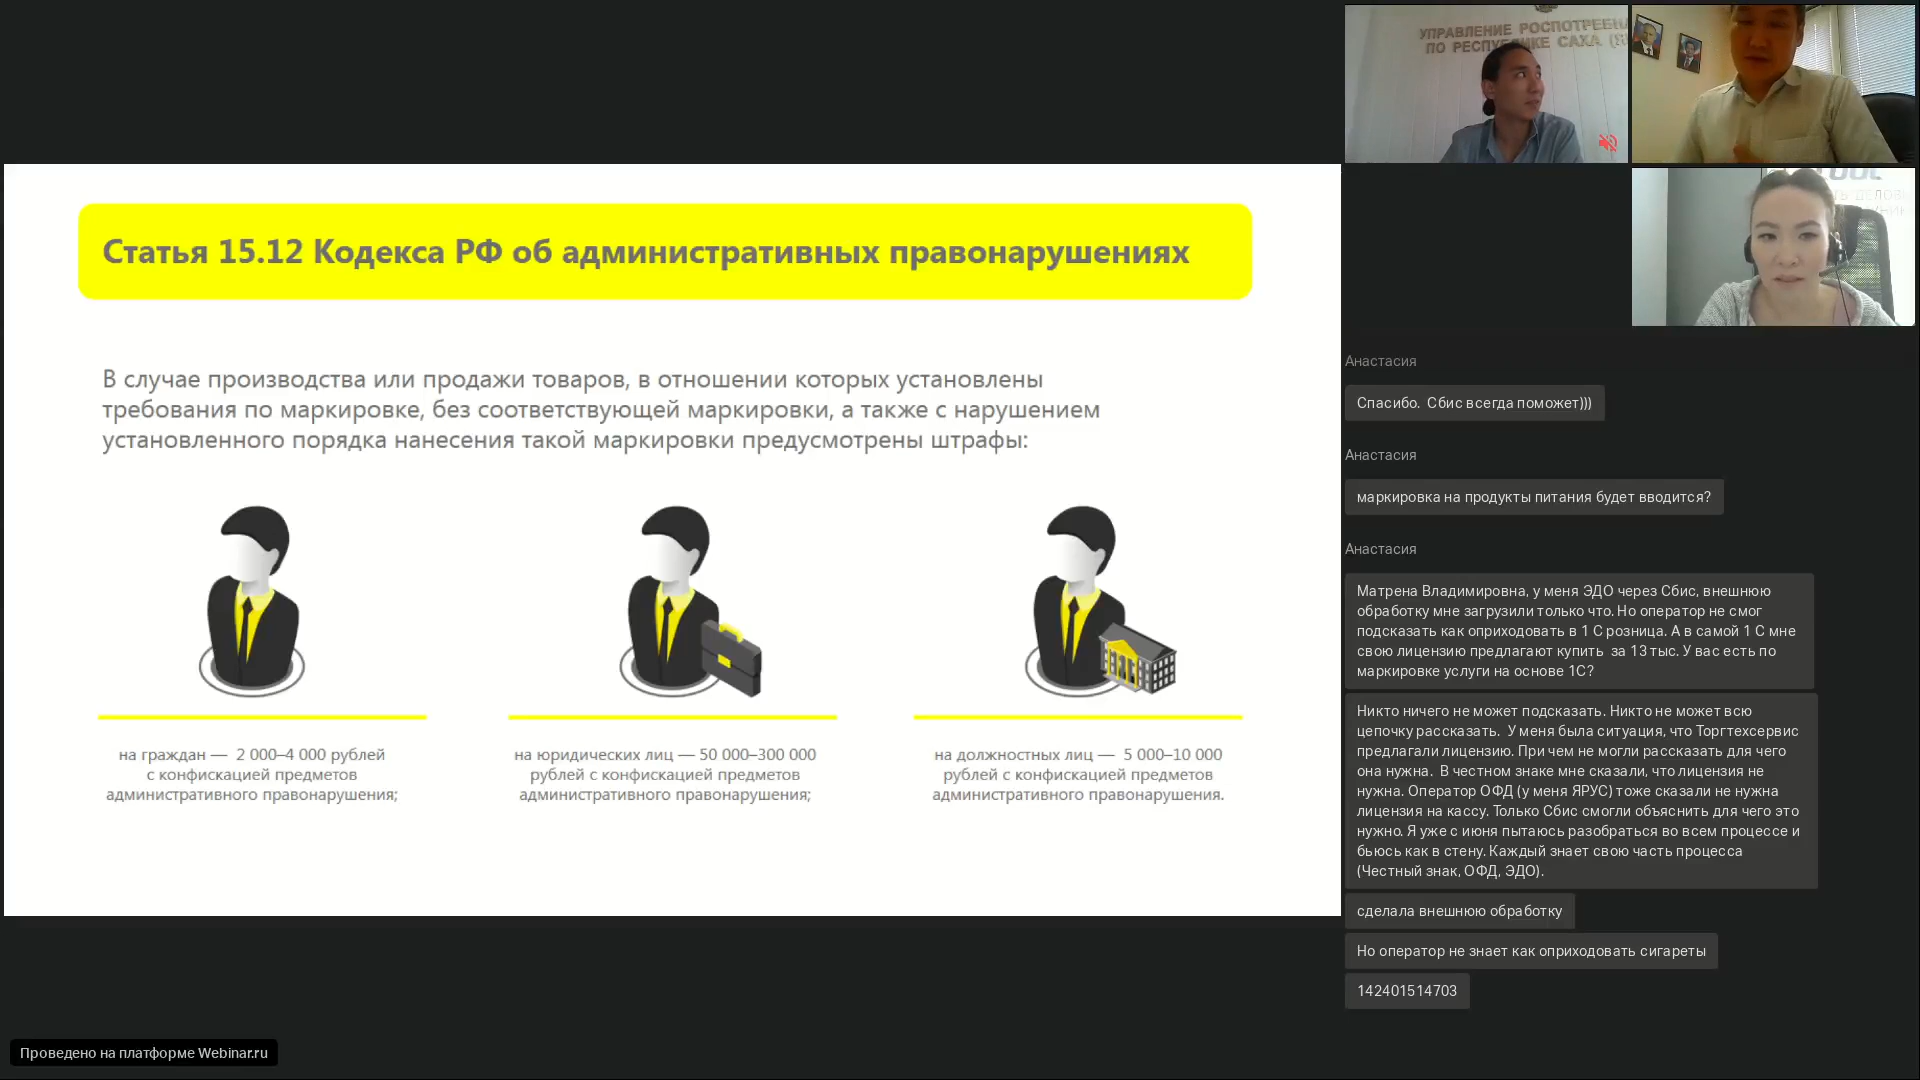 Статья 15.12 Кодекса РФ об административных правонарушениях
В случае производства или продажи товаров, в отношении которых установлены
требования по маркировке, без соответствующей маркировки, а также с нарушением
установленного порядка нанесения такой маркировки предусмотрены штрафы:
на граждан — 2 000–4 000 рублей
с конфискацией предметов
административного правонарушения;
на юридических лиц — 50 000–300 000
рублей с конфискацией предметов
административного правонарушения;
на должностных лиц — 5 000–10 000
рублей с конфискацией предметов
административного правонарушения.
УПРАВЛЕНИЕ
ПО РЕСПУБЛИКЕ САХА
Анастасия
Спасибо. Сбис всегда поможет)))
Анастасия
маркировка на продукты питания будет вводится?
Анастасия
Матрена Владимировна, у меня ЭДО через Сбис, внешнюю
обработку мне загрузили только что. Но оператор не смог
подсказать как оприходовать в 1 С розница. А в самой 1 С мне
свою лицензию предлагают купить за 13 тыс. У вас есть по
маркировке услуги на основе 1С?
Никто ничего не может подсказать. Никто не может всю
цепочку рассказать. У меня была ситуация, что Торгтехсервис
предлагали лицензию. При чем не могли рассказать для чего
она нужна. В честном знаке мне сказали, что лицензия не
нужна. Оператор ОФД (у меня ЯРУС) тоже сказали не нужна
лицензия на кассу. Только Сбис смогли объяснить для чего это
нужно. Я уже с июня пытаюсь разобраться во всем процессе и
бьюсь как в стену. Каждый знает свою часть процесса
(Честный знак, ОФД, ЭДО).
сделала внешнюю обработку
Но оператор не знает как оприходовать сигареты
142401514703
Проведено на платформе Webinar.ru